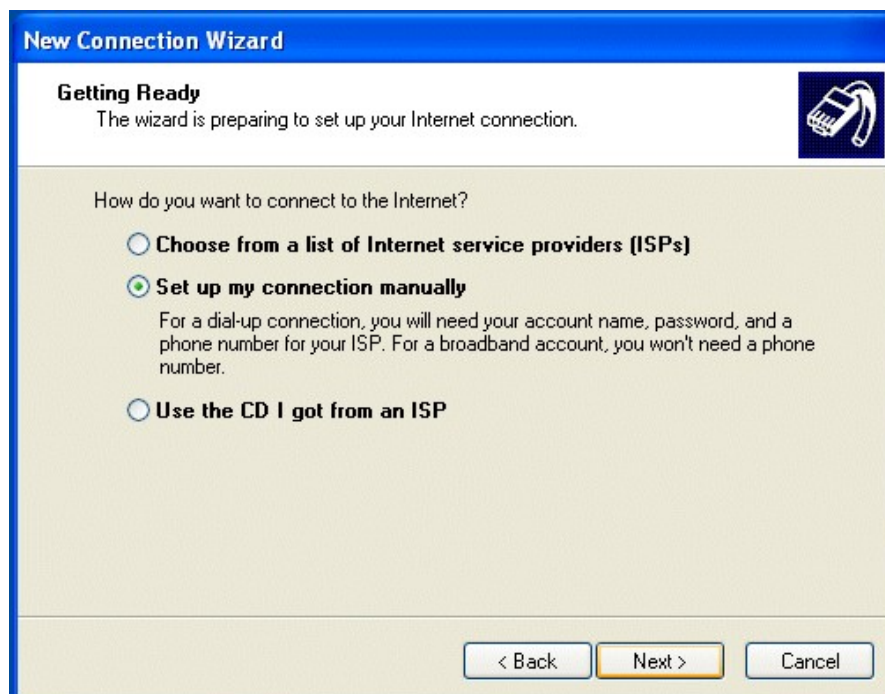 New Connection Wizard
Getting Ready
The wizard is preparing to set up your Internet connection.
How do you want to connect to the Internet?
Choose from a list of Internet service providers (ISPs)
Set up my connection manually
For a dial-up connection, you will need your account name, password, and a
phone number for your ISP. For a broadband account, you won't need a phone
number.
Use the CD I got from an ISP
< Back Next > Cancel